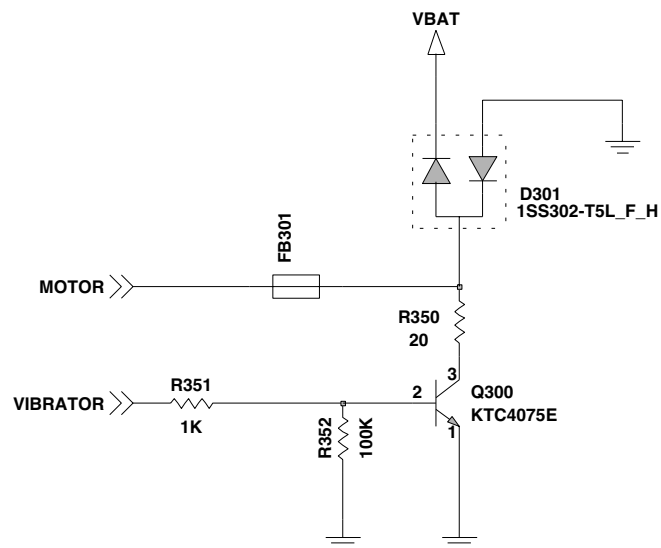 VBAT
D301
1SS302-T5L_F_H
FB301
MOTOR
R350
20
3
R351
VIBRATOR
2
Q300
KTC4075E
1K
R352
100K
1